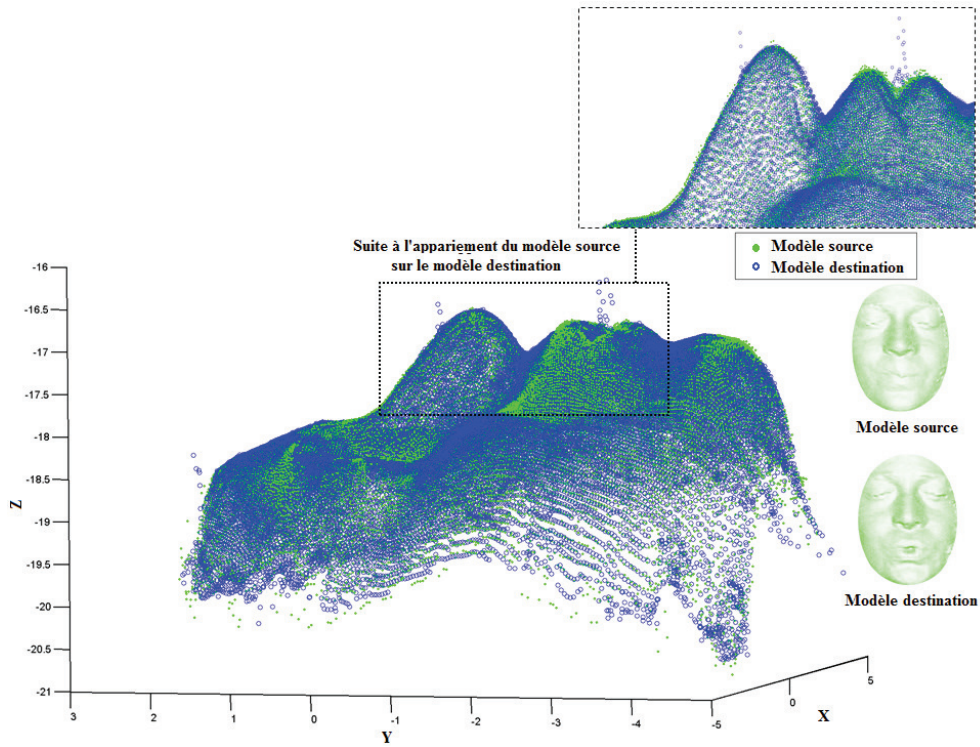 Suite à l'appariement du modèle source
sur le modèle destination
Modèle source
Modèle destination
-16
-16.5
-17
-17.5
-18
-18.5
-19
-19.5
-20
-20.5
-21
Z
3
2
1
0
-1
-2
-3
-4
-5
Y
0
5
X
Modèle source
Modèle destination